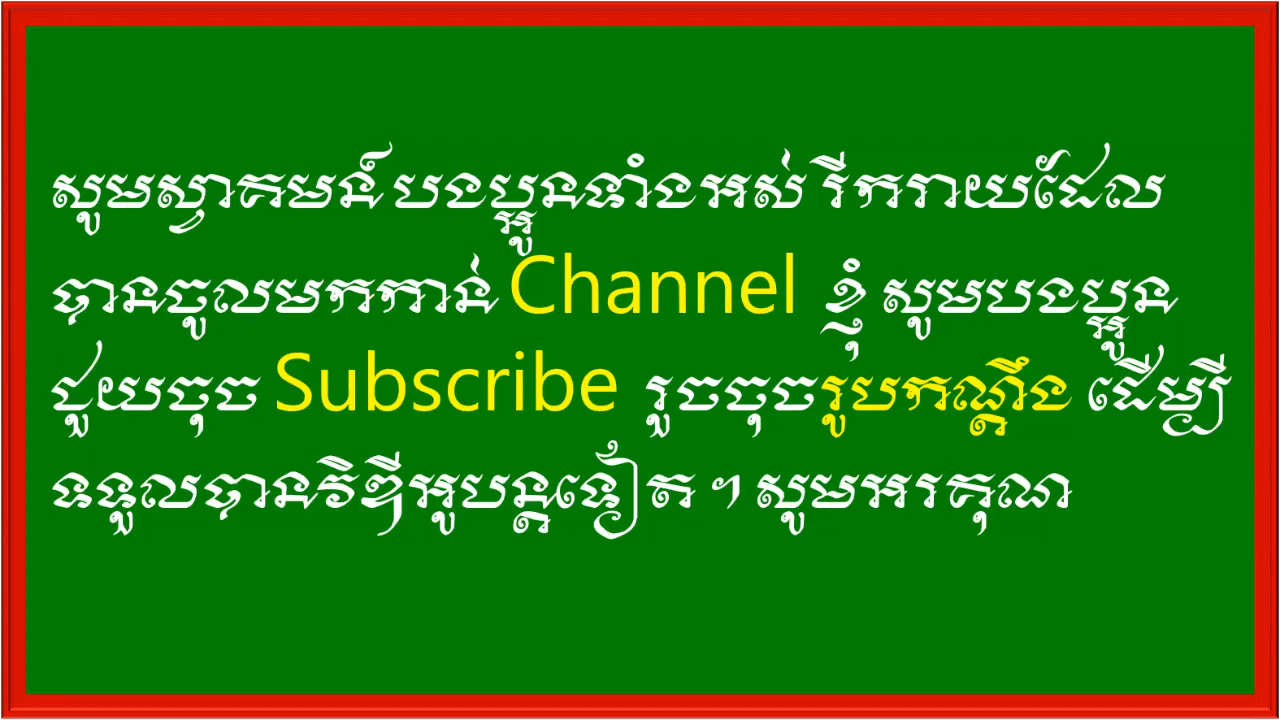 សូមស្វាគមន៍ បងប្អូនទាំងអស់ រីករាយដែល
បានចូលមកកាន់ Channel ខ្ញុំ សូមបងប្អូន
ជួយចុច Subscribe រួចចុចរូបកណ្ដឹង ដើម្បី
ទទួលបានវិឌីអូបន្តទៀត ។ សូមអរគុណ